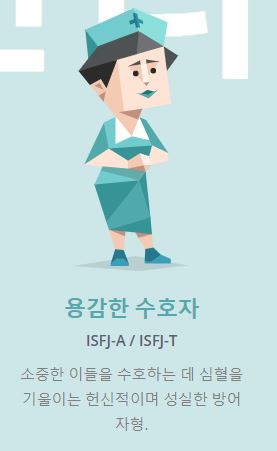 용감한 수호자
ISFJ-A / ISFJ-T
소중한 이들을 수호하는 데 심혈을
기울이는 헌신적이며 성실한 방어
자형.